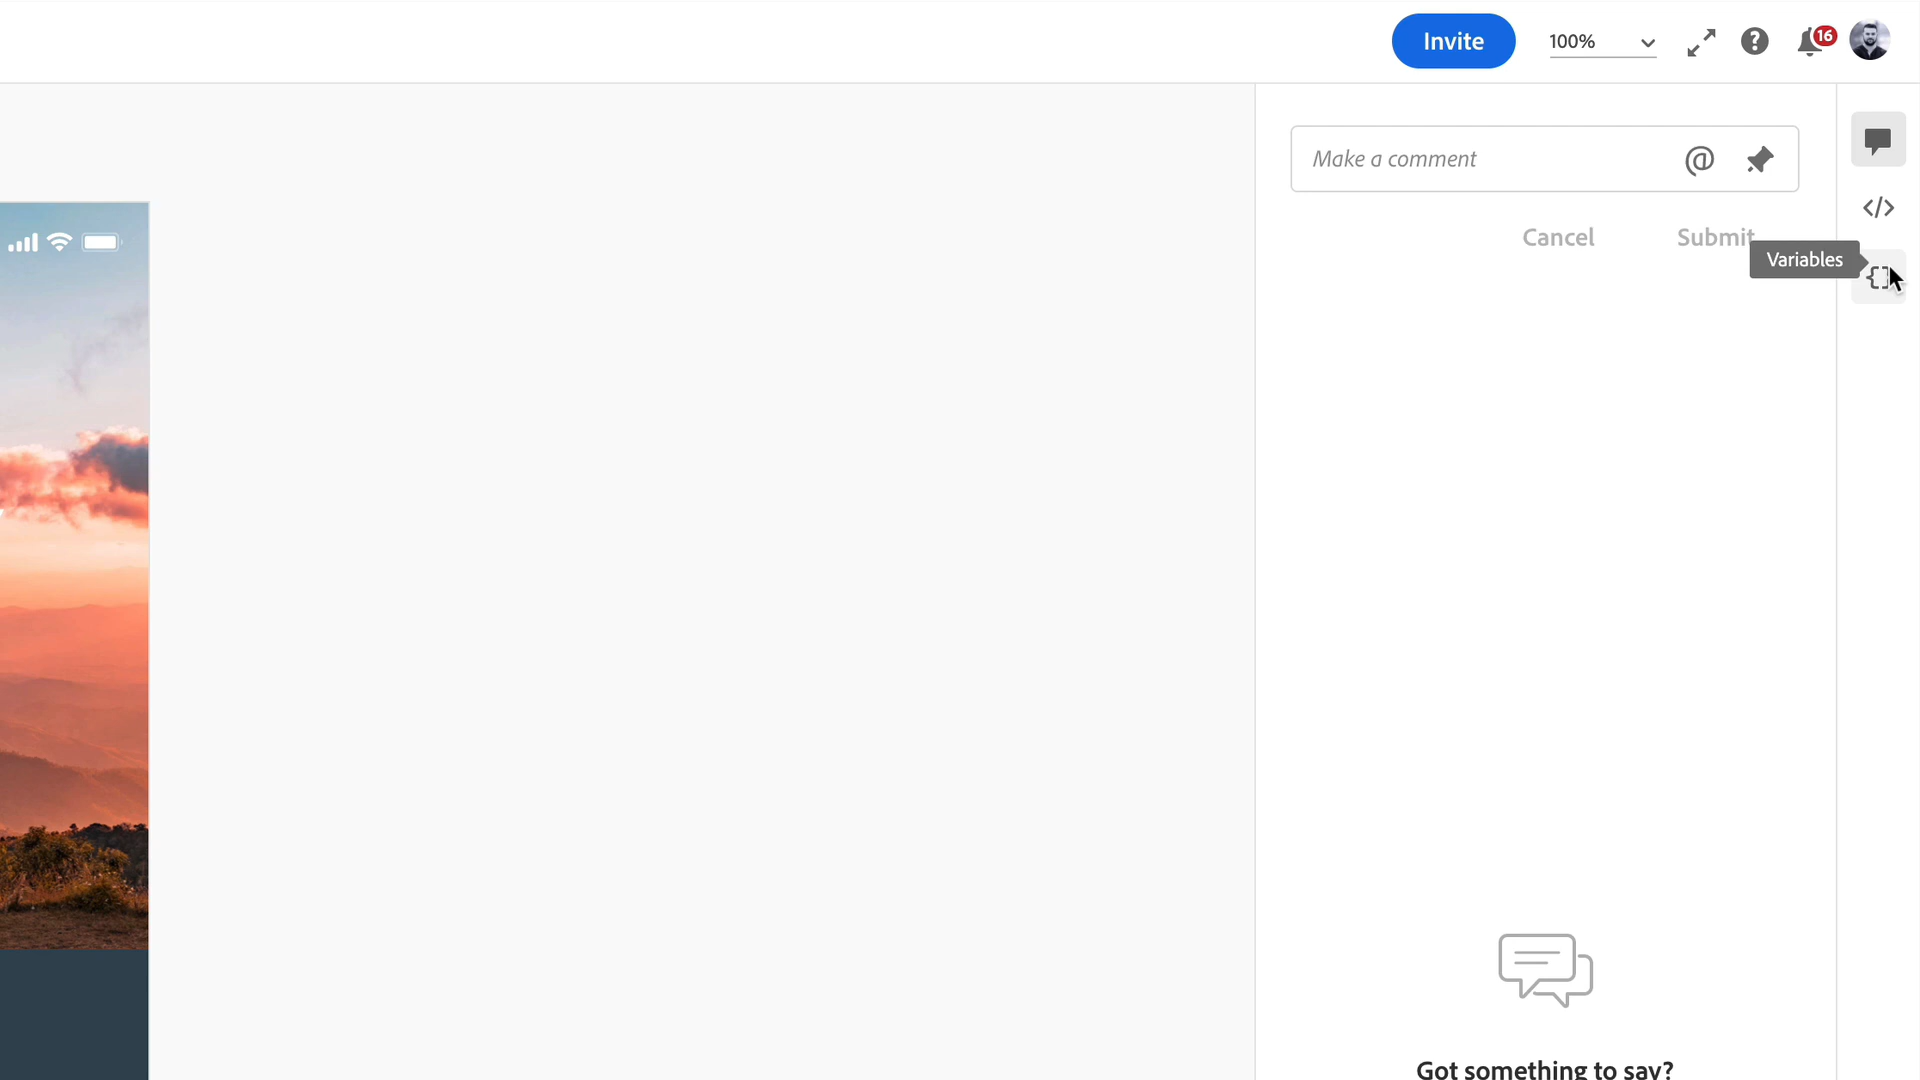 Invite
100%
16
Make a comment
Cancel
Submit
Variables
Got something to say?